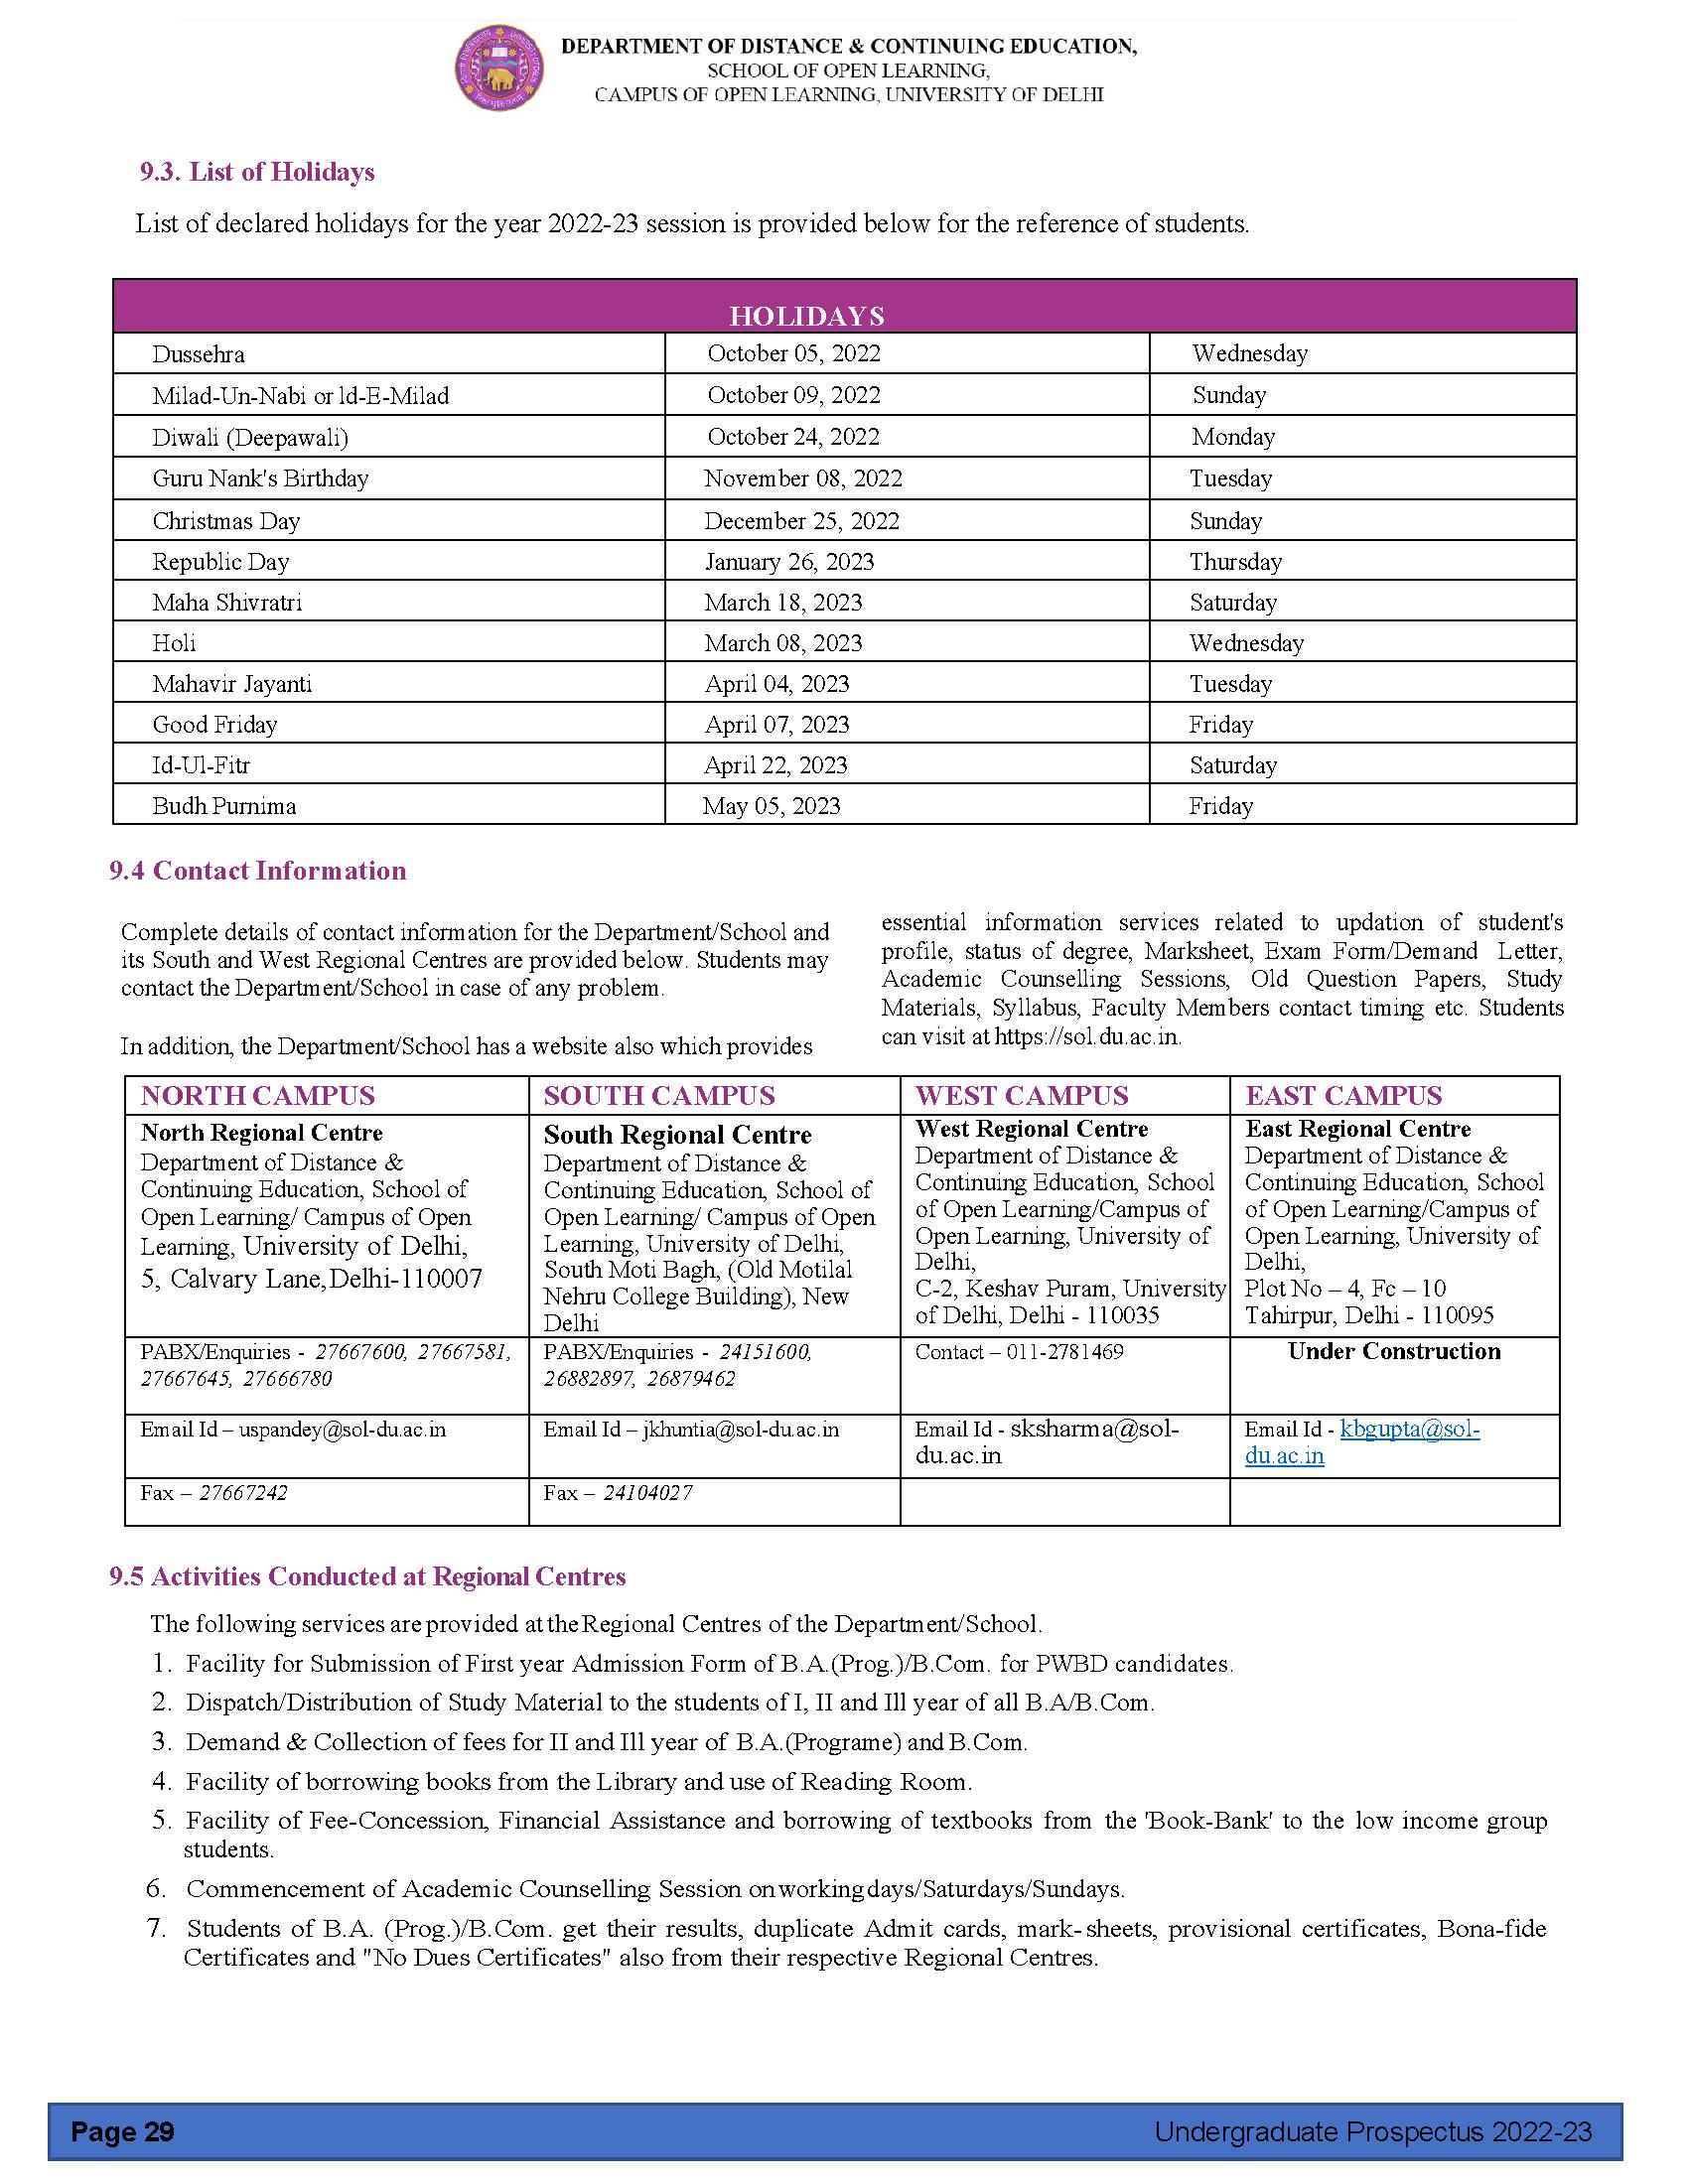 DEPARTMENT OF DISTANCE & CONTINUING EDUCATION,
SCHOOL OF OPEN LEARNING,
CAMPUS OF OPEN LEARNING, UNIVERSITY OF DELHI
9.3. List of Holidays
List of declared holidays for the year 2022-23 session is provided below for the reference of students.
HOLIDAYS
Dussehra October 05, 2022 Wednesday
Milad-Un-Nabi or ld-E-Milad October 09, 2022 Sunday
Diwali (Deepawali) October 24, 2022 Monday
Guru Nank's Birthday November 08, 2022 Tuesday
Christmas Day December 25, 2022 Sunday
Republic Day January 26, 2023 Thursday
Maha Shivratri March 18, 2023 Saturday
Holi March 08, 2023 Wednesday
Mahavir Jayanti April 04, 2023 Tuesday
Good Friday April 07, 2023 Friday
Id-Ul-Fitr April 22, 2023 Saturday
Budh Purnima May 05, 2023 Friday
9.4 Contact Information
Complete details of contact information for the Department/School and
its South and West Regional Centres are provided below. Students may
contact the Department/School in case of any problem.
In addition, the Department/School has a website also which provides
essential information services related to updation of student's
profile, status of degree, Marksheet, Exam Form/Demand Letter,
Academic Counselling Sessions, Old Question Papers, Study
Materials, Syllabus, Faculty Members contact timing etc. Students
can visit at https://sol.du.ac.in.
NORTH CAMPUS
North Regional Centre
Department of Distance &
Continuing Education, School of
Open Learning/ Campus of Open
Learning, University of Delhi,
5, Calvary Lane,Delhi-110007
PABX/Enquiries - 27667600, 27667581,
27667645, 27666780
Email Id – uspandey@sol-du.ac.in
Fax – 27667242
SOUTH CAMPUS
South Regional Centre
Department of Distance &
Continuing Education, School of
Open Learning/ Campus of Open
Learning, University of Delhi,
South Moti Bagh, (Old Motilal
Nehru College Building), New
Delhi
PABX/Enquiries - 24151600,
26882897, 26879462
Email Id – jkhuntia@sol-du.ac.in
Fax – 24104027
WEST CAMPUS
West Regional Centre
Department of Distance &
Continuing Education, School
of Open Learning/Campus of
Open Learning, University of
Delhi,
C-2, Keshav Puram, University
of Delhi, Delhi - 110035
Contact – 011-2781469
Email Id - sksharma@sol-
du.ac.in
EAST CAMPUS
East Regional Centre
Department of Distance &
Continuing Education, School
of Open Learning/Campus of
Open Learning, University of
Delhi,
Plot No – 4, Fc – 10
Tahirpur, Delhi - 110095
Under Construction
Email Id - kbgupta@sol-
du.ac.in
9.5 Activities Conducted at Regional Centres
The following services are provided at the Regional Centres of the Department/School.
1. Facility for Submission of First year Admission Form of B.A.(Prog.)/B.Com. for PWBD candidates.
2. Dispatch/Distribution of Study Material to the students of I, II and Ill year of all B.A/B.Com.
3. Demand & Collection of fees for II and Ill year of B.A.(Programe) and B.Com.
4. Facility of borrowing books from the Library and use of Reading Room.
5. Facility of Fee-Concession, Financial Assistance and borrowing of textbooks from the 'Book-Bank' to the low income group
students.
6. Commencement of Academic Counselling Session on working days/Saturdays/Sundays.
7. Students of B.A. (Prog.)/B.Com. get their results, duplicate Admit cards, mark-sheets, provisional certificates, Bona-fide
Certificates and "No Dues Certificates" also from their respective Regional Centres.
Page 29
Undergraduate Prospectus 2022-23